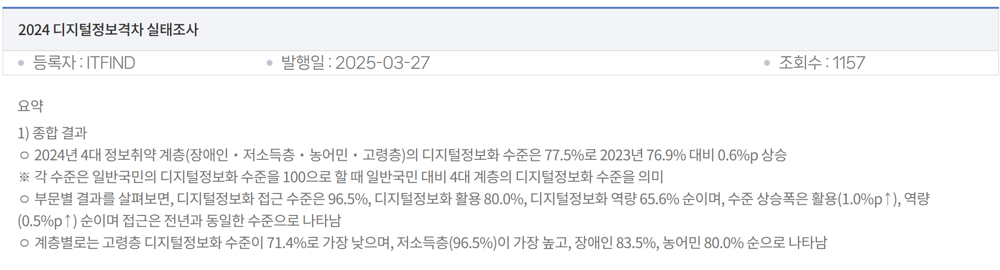 2024 디지털정보격차 실태조사
등록자 : ITFIND 발행일 : 2025-03-27 조회수 : 1157
요약
1) 종합 결과
ㅇ 2024년 4대 정보취약 계층(장애인・저소득층・농어민・고령층)의 디지털정보화 수준은 77.5%로 2023년 76.9% 대비 0.6%p 상승
※ 각 수준은 일반국민의 디지털정보화 수준을 100으로 할 때 일반국민 대비 4대 계층의 디지털정보화 수준을 의미
ㅇ 부문별 결과를 살펴보면, 디지털정보화 접근 수준은 96.5%, 디지털정보화 활용 80.0%, 디지털정보화 역량 65.6% 순이며, 수준 상승폭은 활용(1.0%p↑), 역량
(0.5%p↑) 순이며 접근은 전년과 동일한 수준으로 나타남
ㅇ 계층별로는 고령층 디지털정보화 수준이 71.4%로 가장 낮으며, 저소득층(96.5%)이 가장 높고, 장애인 83.5%, 농어민 80.0% 순으로 나타남